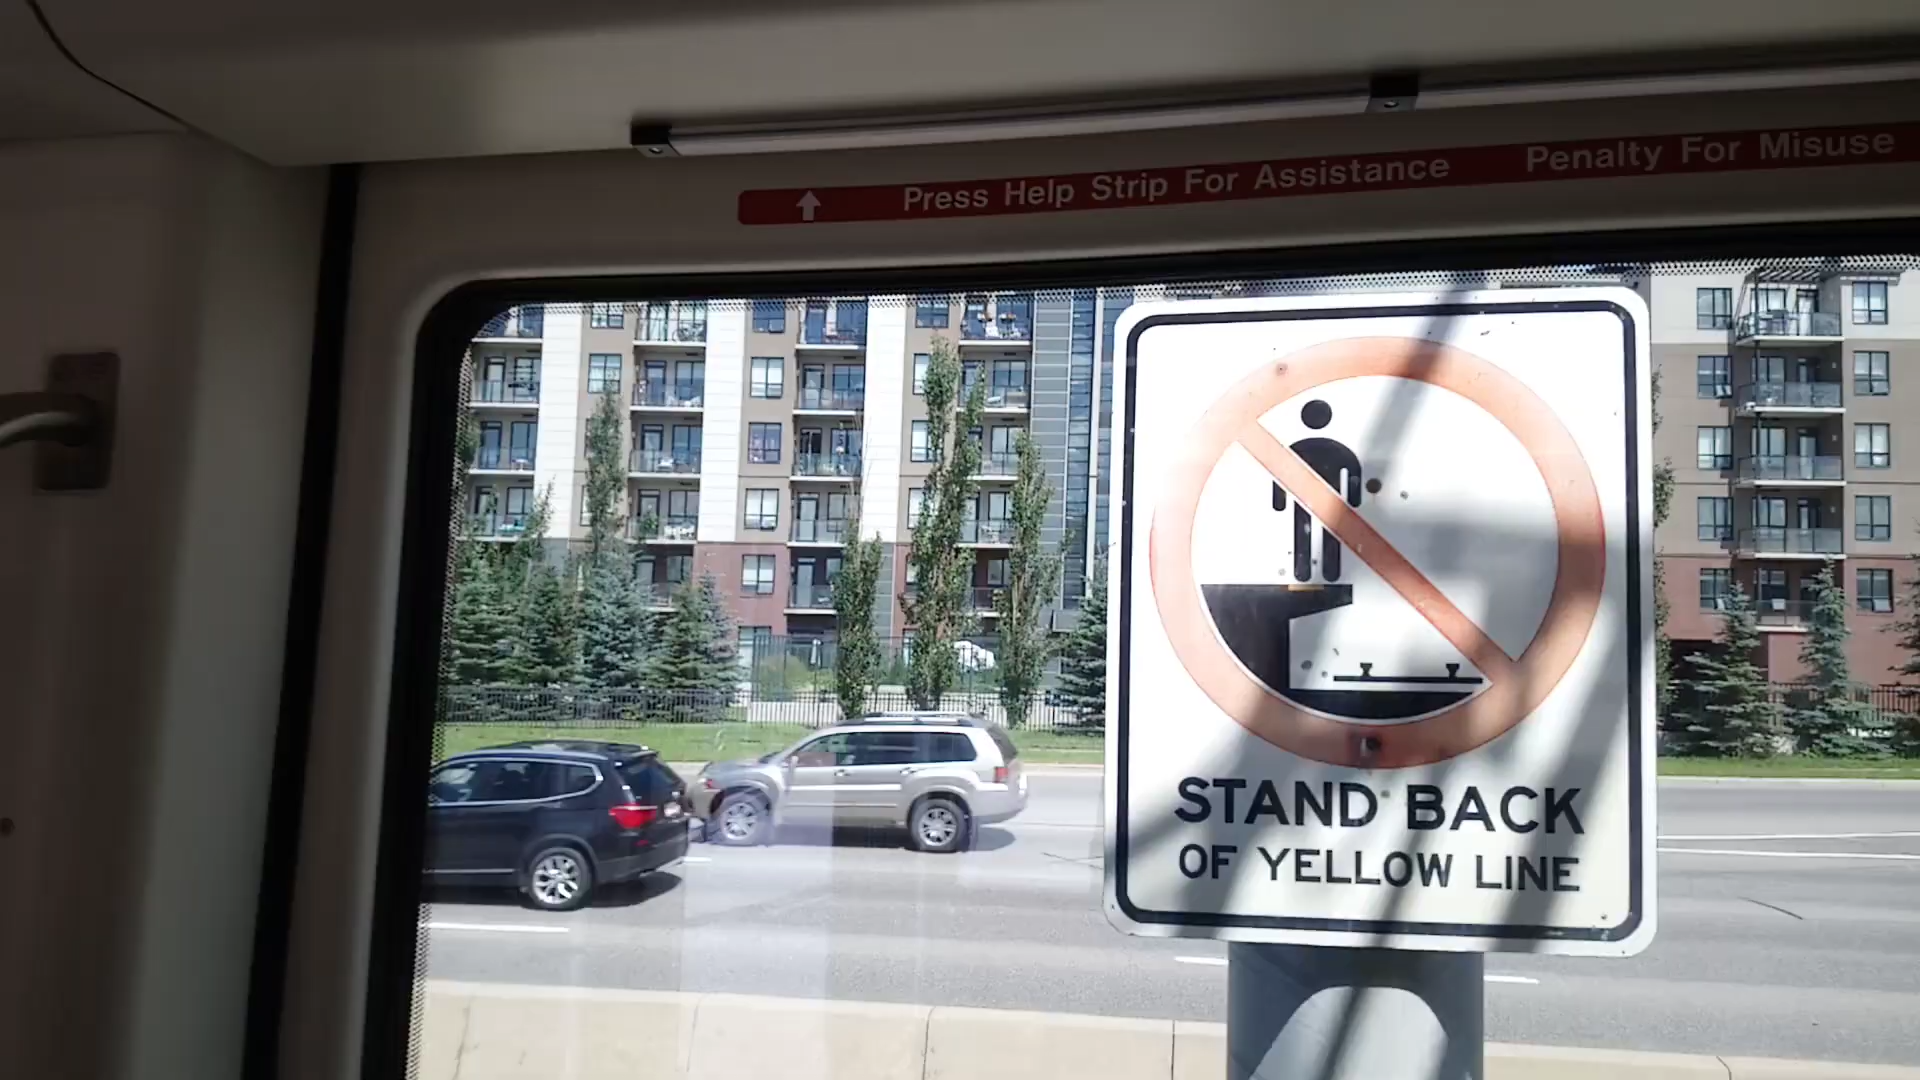 Press Help Strip For Assistance Penalty For Misuse
STAND BACK
OF YELLOW LINE